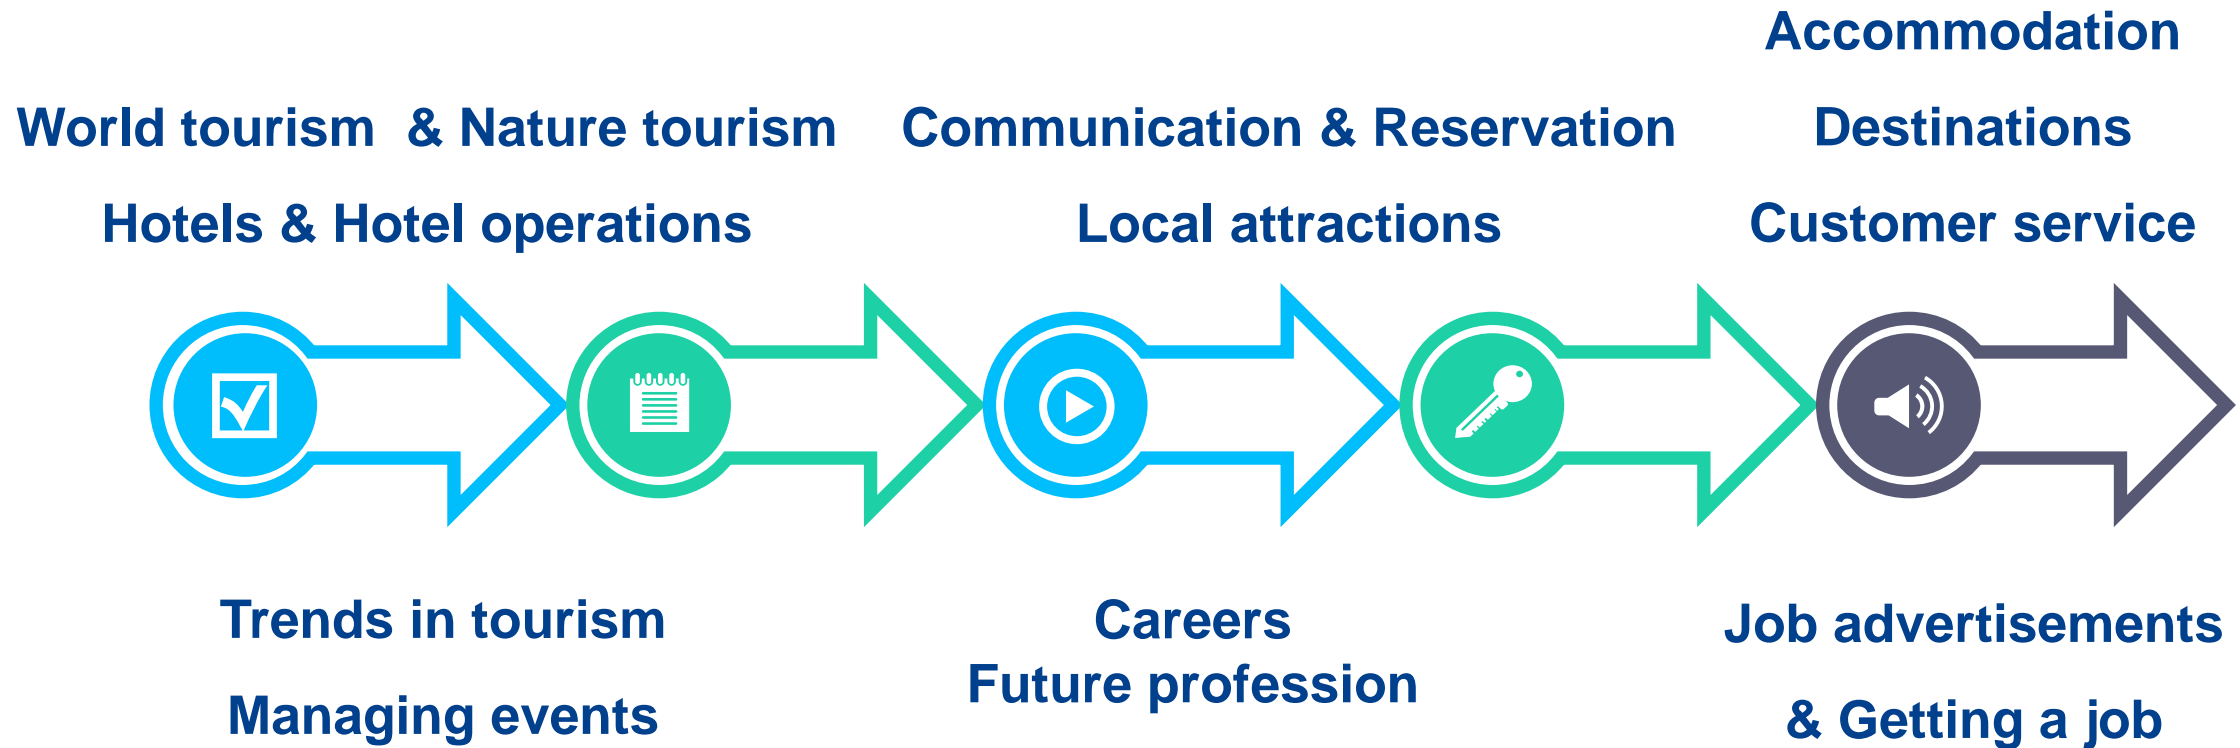 World tourism & Nature tourism
Hotels & Hotel operations
Communication & Reservation
Local attractions
Accommodation
Destinations
Customer service
Trends in tourism
Managing events
Careers
Future profession
Job advertisements
& Getting a job